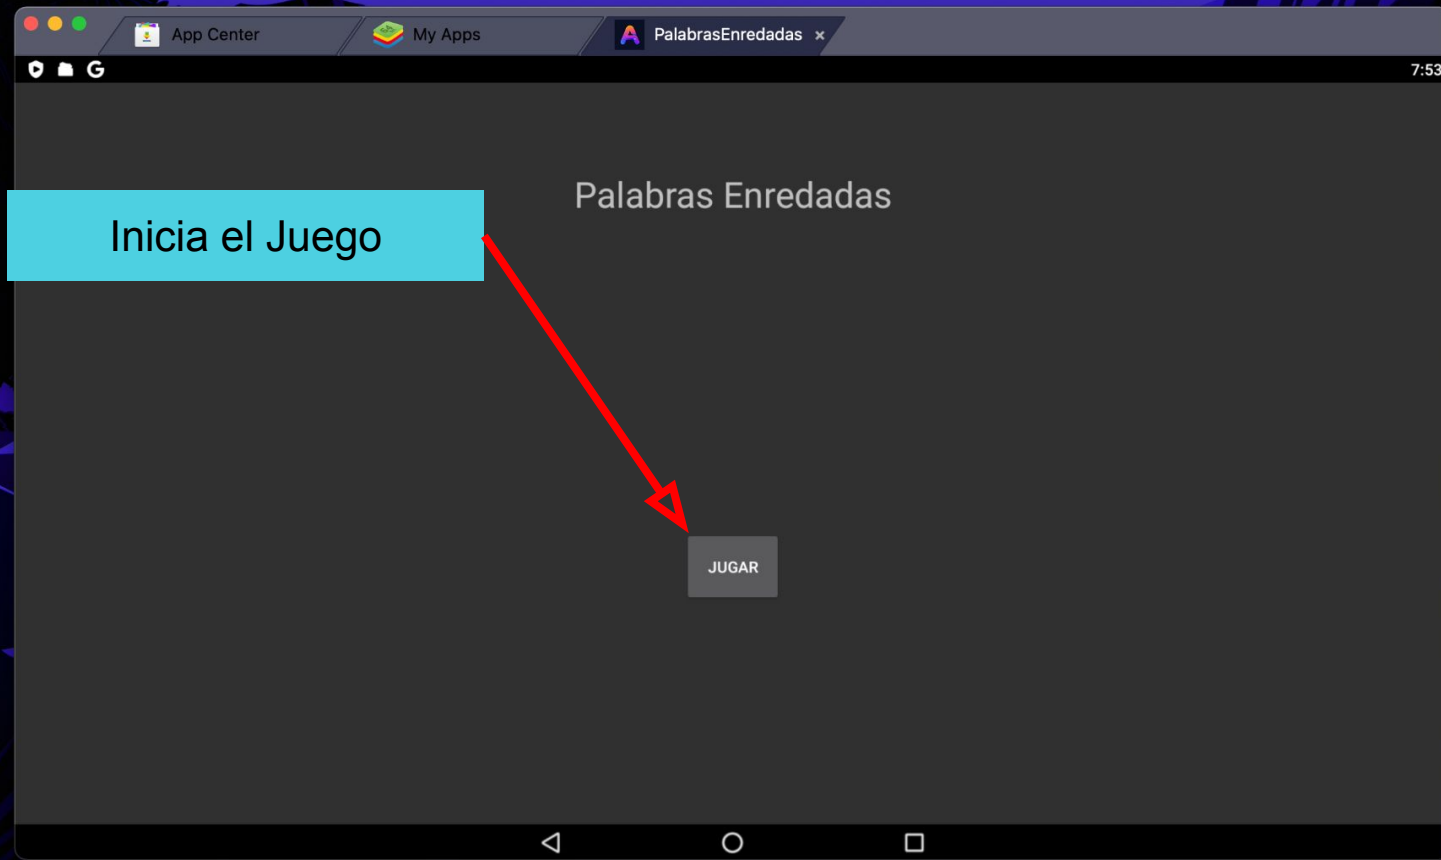 App Center
My Apps
PalabrasEnredadas
7:53
Palabras Enredadas
Inicia el Juego
JUGAR